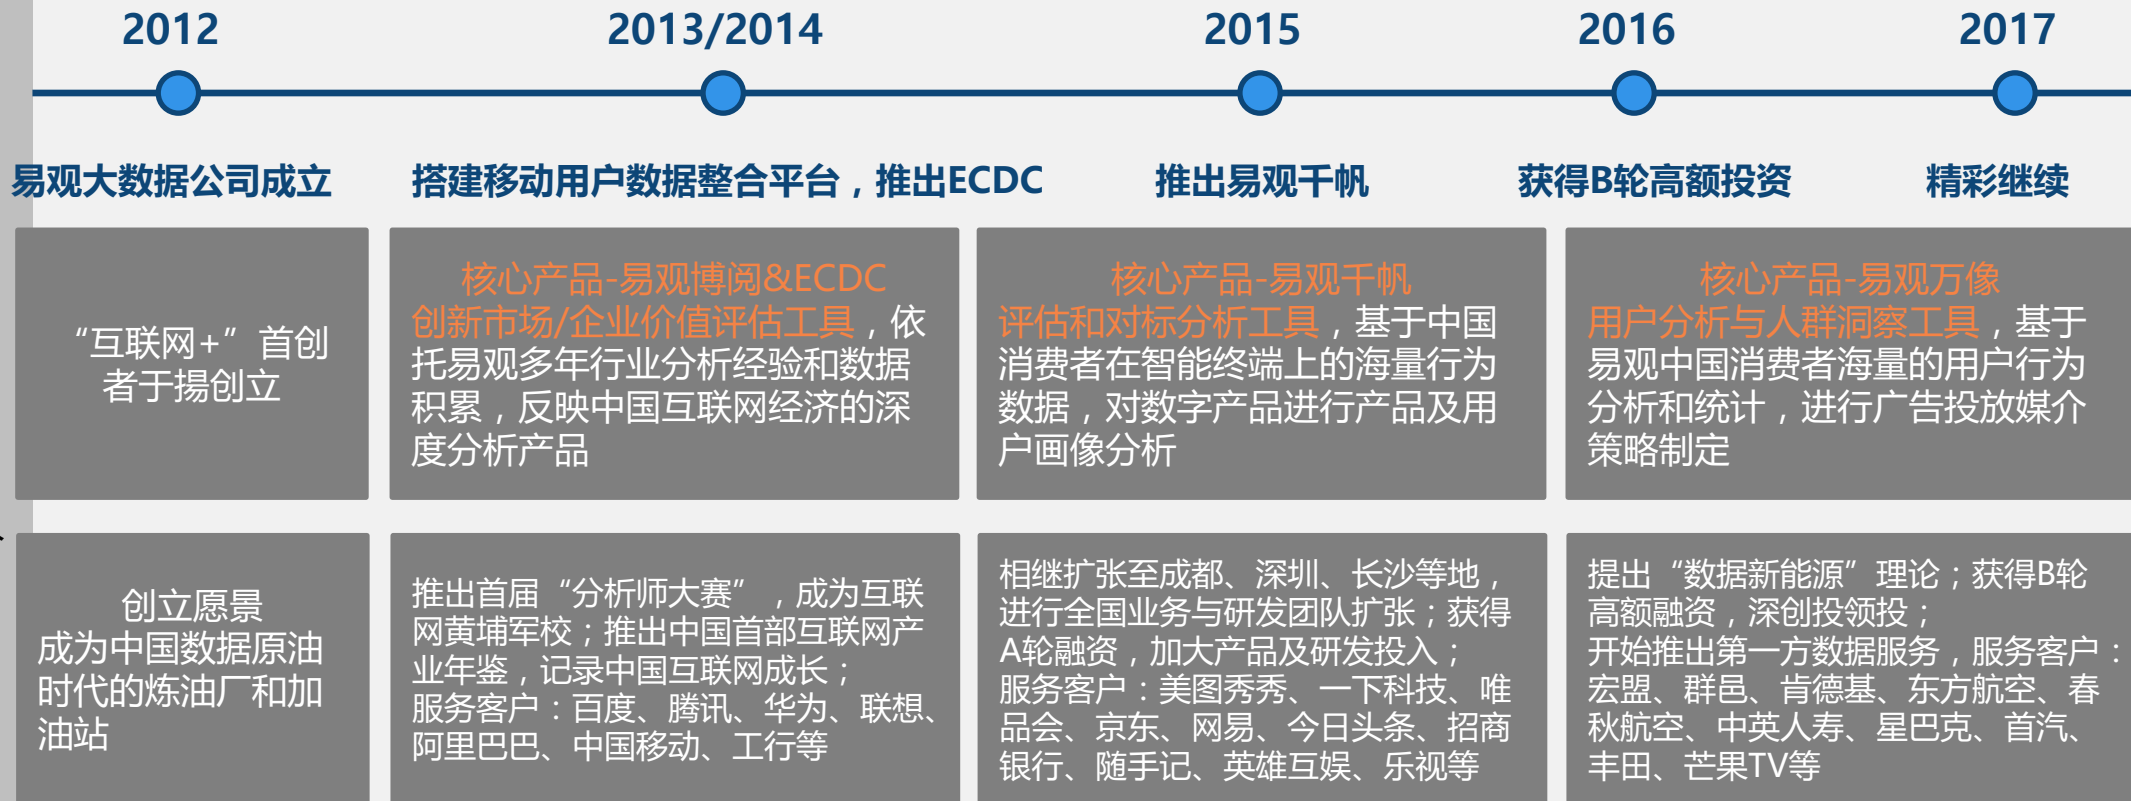 2012
2013/2014
2015
2016
2017
易观大数据公司成立
搭建移动用户数据整合平台，推出ECDC
推出易观千帆
获得B轮高额投资
精彩继续
“互联网+”首创
者于揚创立
核心产品-易观博阅&ECDC
创新市场/企业价值评估工具，依
托易观多年行业分析经验和数据
积累，反映中国互联网经济的深
度分析产品
核心产品-易观千帆
评估和对标分析工具，基于中国
消费者在智能终端上的海量行为
数据，对数字产品进行产品及用
户画像分析
核心产品-易观万像
用户分析与人群洞察工具，基于
易观中国消费者海量的用户行为
分析和统计，进行广告投放媒介
策略制定
创立愿景
成为中国数据原油
时代的炼油厂和加
油站
推出首届“分析师大赛”，成为互联
网黄埔军校；推出中国首部互联网产
业年鉴，记录中国互联网成长；
服务客户：百度、腾讯、华为、联想、
阿里巴巴、中国移动、工行等
相继扩张至成都、深圳、长沙等地，
进行全国业务与研发团队扩张；获得
A轮融资，加大产品及研发投入；
服务客户：美图秀秀、一下科技、唯
品会、京东、网易、今日头条、招商
银行、随手记、英雄互娱、乐视等
提出“数据新能源”理论；获得B轮
高额融资，深创投领投；
开始推出第一方数据服务，服务客户：
宏盟、群邑、肯德基、东方航空、春
秋航空、中英人寿、星巴克、首汽、
丰田、芒果TV等